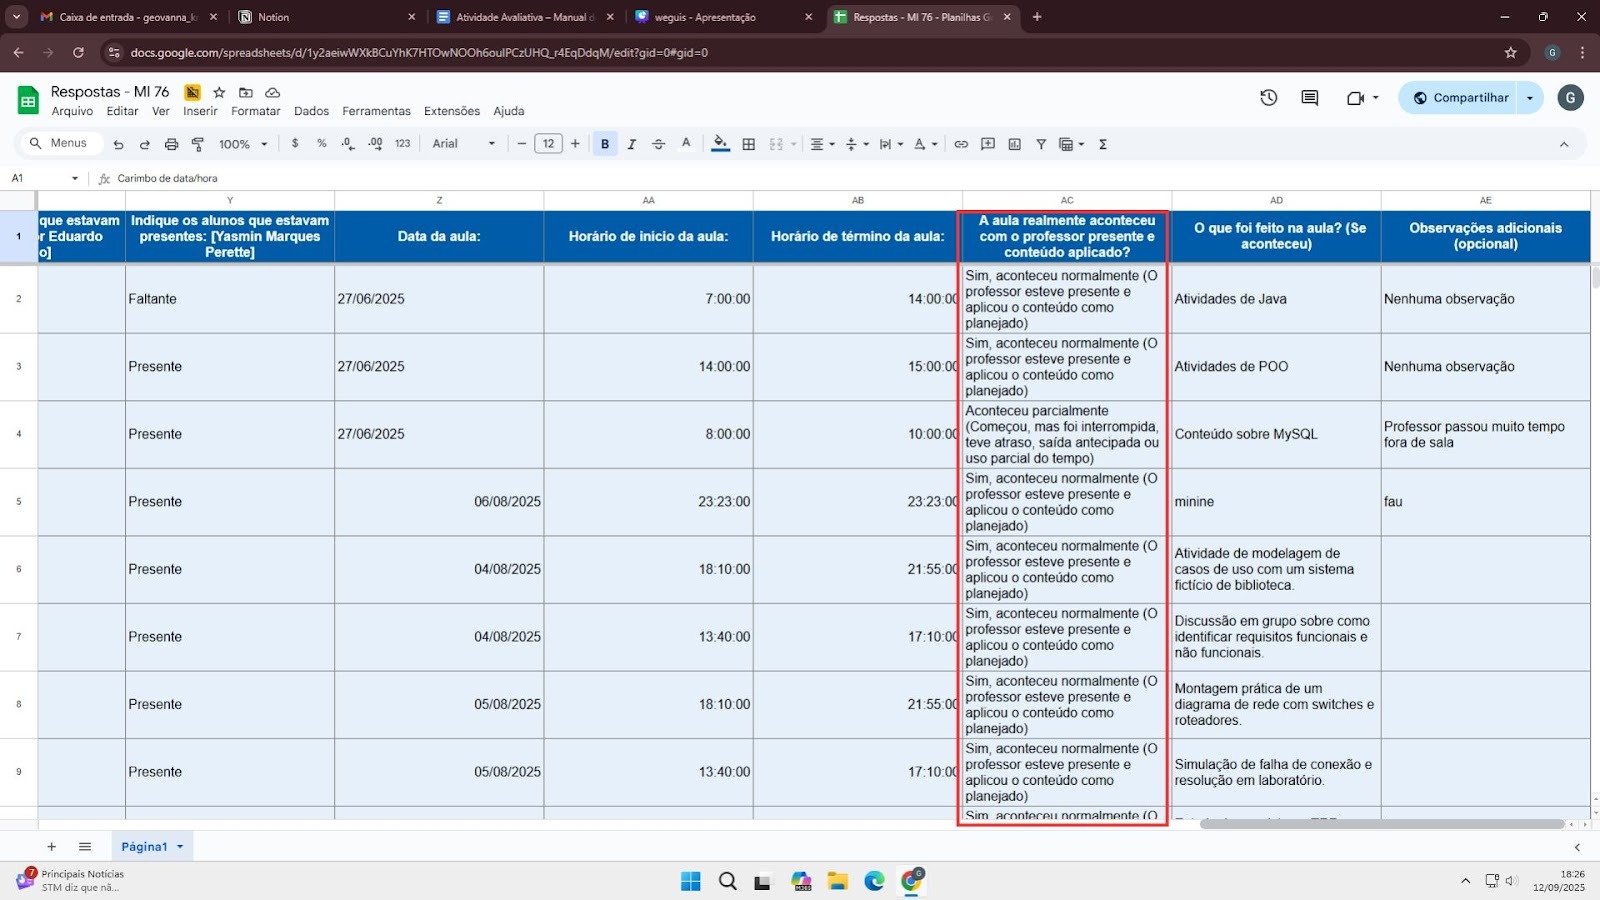 Caixa de entrada - geovanna_k
Notion
Atividade Avaliativa – Manual d
weguis - Apresentação
Respostas - MI 76 - Planilhas G
docs.google.com/spreadsheets/d/1y2aeiwWXkBCuYhK7HTOwNOOh6oulPCzUHQ_r4EqDdqM/edit?gid=0#gid=0
G
Respostas - MI 76
Arquivo Editar Ver Inserir Formatar Dados Ferramentas Extensões Ajuda
Compartilhar
G
Menus
100%
$ % .0 .00 123
Arial
12
B I A
A1
Carimbo de data/hora
Y Z AA AB AC AD AE
1
que estavam
r Eduardo
o]
Indique os alunos que estavam
presentes: [Yasmin Marques
Perette]
Data da aula:
Horário de início da aula:
Horário de término da aula:
A aula realmente aconteceu
com o professor presente e
conteúdo aplicado?
O que foi feito na aula? (Se
aconteceu)
Observações adicionais
(opcional)
2
Faltante
27/06/2025
7:00:00
14:00:00
Sim, aconteceu normalmente (O
professor esteve presente e
aplicou o conteúdo como
planejado)
Atividades de Java
Nenhuma observação
3
Presente
27/06/2025
14:00:00
15:00:00
Sim, aconteceu normalmente (O
professor esteve presente e
aplicou o conteúdo como
planejado)
Atividades de POO
Nenhuma observação
4
Presente
27/06/2025
8:00:00
10:00:00
Aconteceu parcialmente
(Começou, mas foi interrompida,
teve atraso, saída antecipada ou
uso parcial do tempo)
Conteúdo sobre MySQL
Professor passou muito tempo
fora de sala
5
Presente
06/08/2025
23:23:00
23:23:00
Sim, aconteceu normalmente (O
professor esteve presente e
aplicou o conteúdo como
planejado)
minine
fau
6
Presente
04/08/2025
18:10:00
21:55:00
Sim, aconteceu normalmente (O
professor esteve presente e
aplicou o conteúdo como
planejado)
Atividade de modelagem de
casos de uso com um sistema
fictício de biblioteca.
7
Presente
04/08/2025
13:40:00
17:10:00
Sim, aconteceu normalmente (O
professor esteve presente e
aplicou o conteúdo como
planejado)
Discussão em grupo sobre como
identificar requisitos funcionais e
não funcionais.
8
Presente
05/08/2025
18:10:00
21:55:00
Sim, aconteceu normalmente (O
professor esteve presente e
aplicou o conteúdo como
planejado)
Montagem prática de um
diagrama de rede com switches e
roteadores.
9
Presente
05/08/2025
13:40:00
17:10:00
Sim, aconteceu normalmente (O
professor esteve presente e
aplicou o conteúdo como
planejado)
Simulação de falha de conexão e
resolução em laboratório.
Sim, aconteceu normalmente (O
Página1
7
Principais Notícias
STM diz que nã...
18:26
12/09/2025